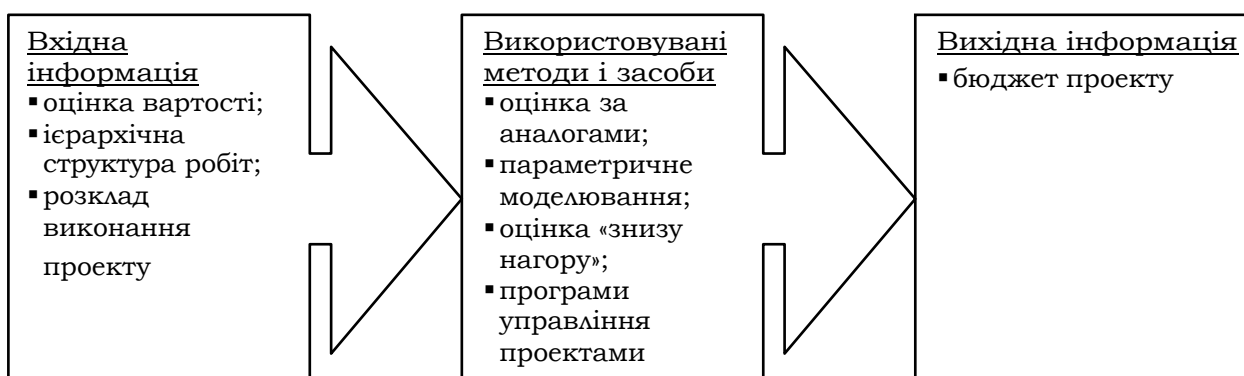 Вхідна
інформація
▪оцінка вартості;
▪ієрархічна
структура робіт;
▪розклад
виконання
проекту
Використовувані
методи і засоби
▪оцінка за
аналогами;
▪параметричне
моделювання;
▪оцінка «знизу
нагору»;
▪програми
управління
проектами
Вихідна інформація
▪бюджет проекту